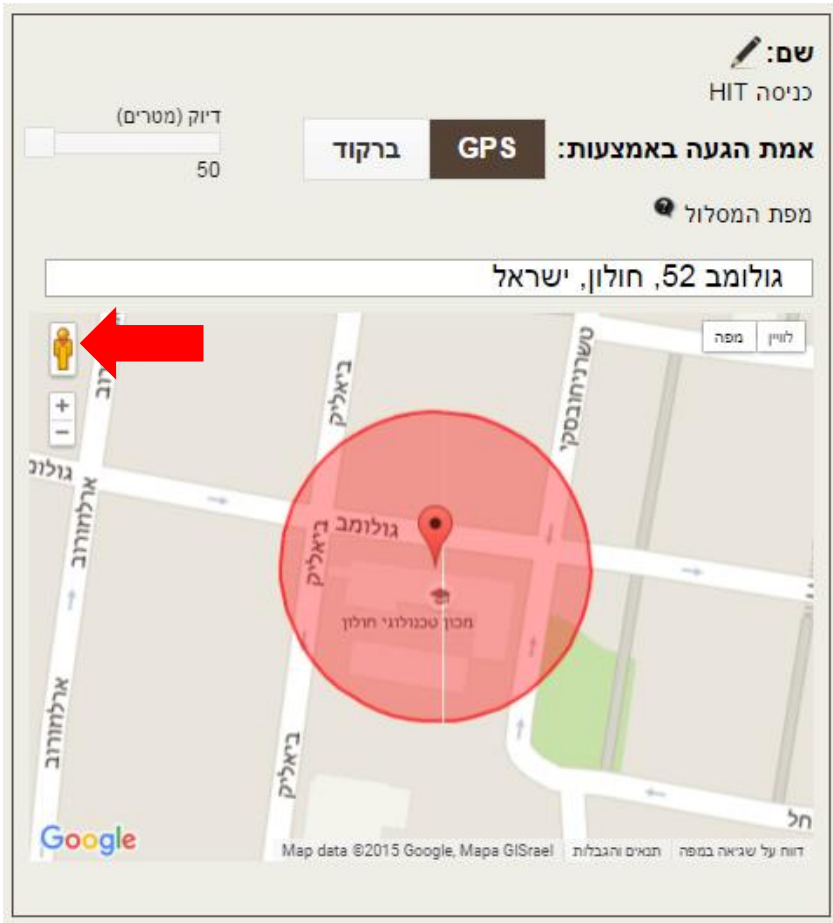 שם:
כניסה HIT
דיוק (מטרים)
אמת הגעה באמצעות: GPS ברקוד
50
מפת המסלול
גולומב 52, חולון, ישראל
לוויין מפה
+
−
ביאליק
טשרניחובסקי
גולומב
ארלוזורוב
גולומב
ביאליק
מכון טכנולוגי חולון
ארלוזורוב
ביאליק
חל
Google
Map data ©2015 Google, Mapa GISrael תנאים והגבלות דווח על שגיאה במפה